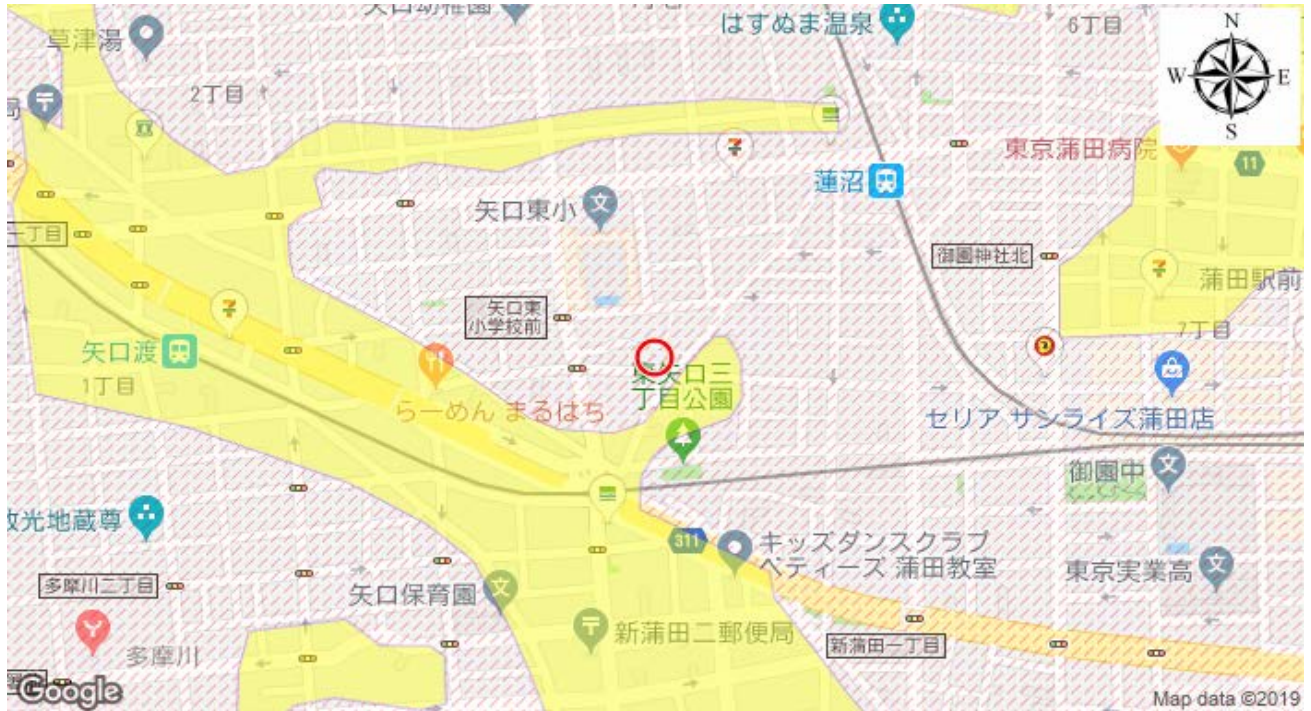 はすぬま温泉
6丁目
N
W
E
S
草津湯
2丁目
東京蒲田病院
11
蓮沼
矢口東小
一丁目
御園神社北
蒲田駅前
矢口東
小学校前
7丁目
矢口渡
1丁目
東矢口三
丁目公園
らーめん まるはち
セリア サンライズ蒲田店
御園中
311
キッズダンスクラブ
ベティーズ 蒲田教室
東京実業高
多摩川二丁目
矢口保育園
新蒲田二郵便局
新蒲田一丁目
多摩川
Google
Map data ©2019